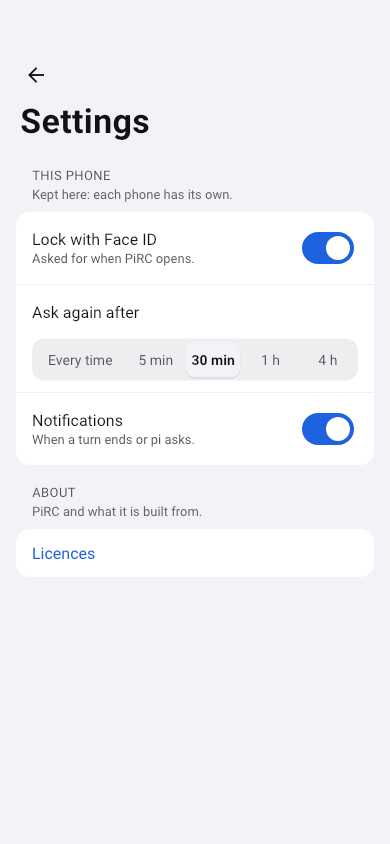 Settings
THIS PHONE
Kept here: each phone has its own.
Lock with Face ID
Asked for when PiRC opens.
Ask again after
Every time 5 min 30 min 1 h 4 h
Notifications
When a turn ends or pi asks.
ABOUT
PiRC and what it is built from.
Licences